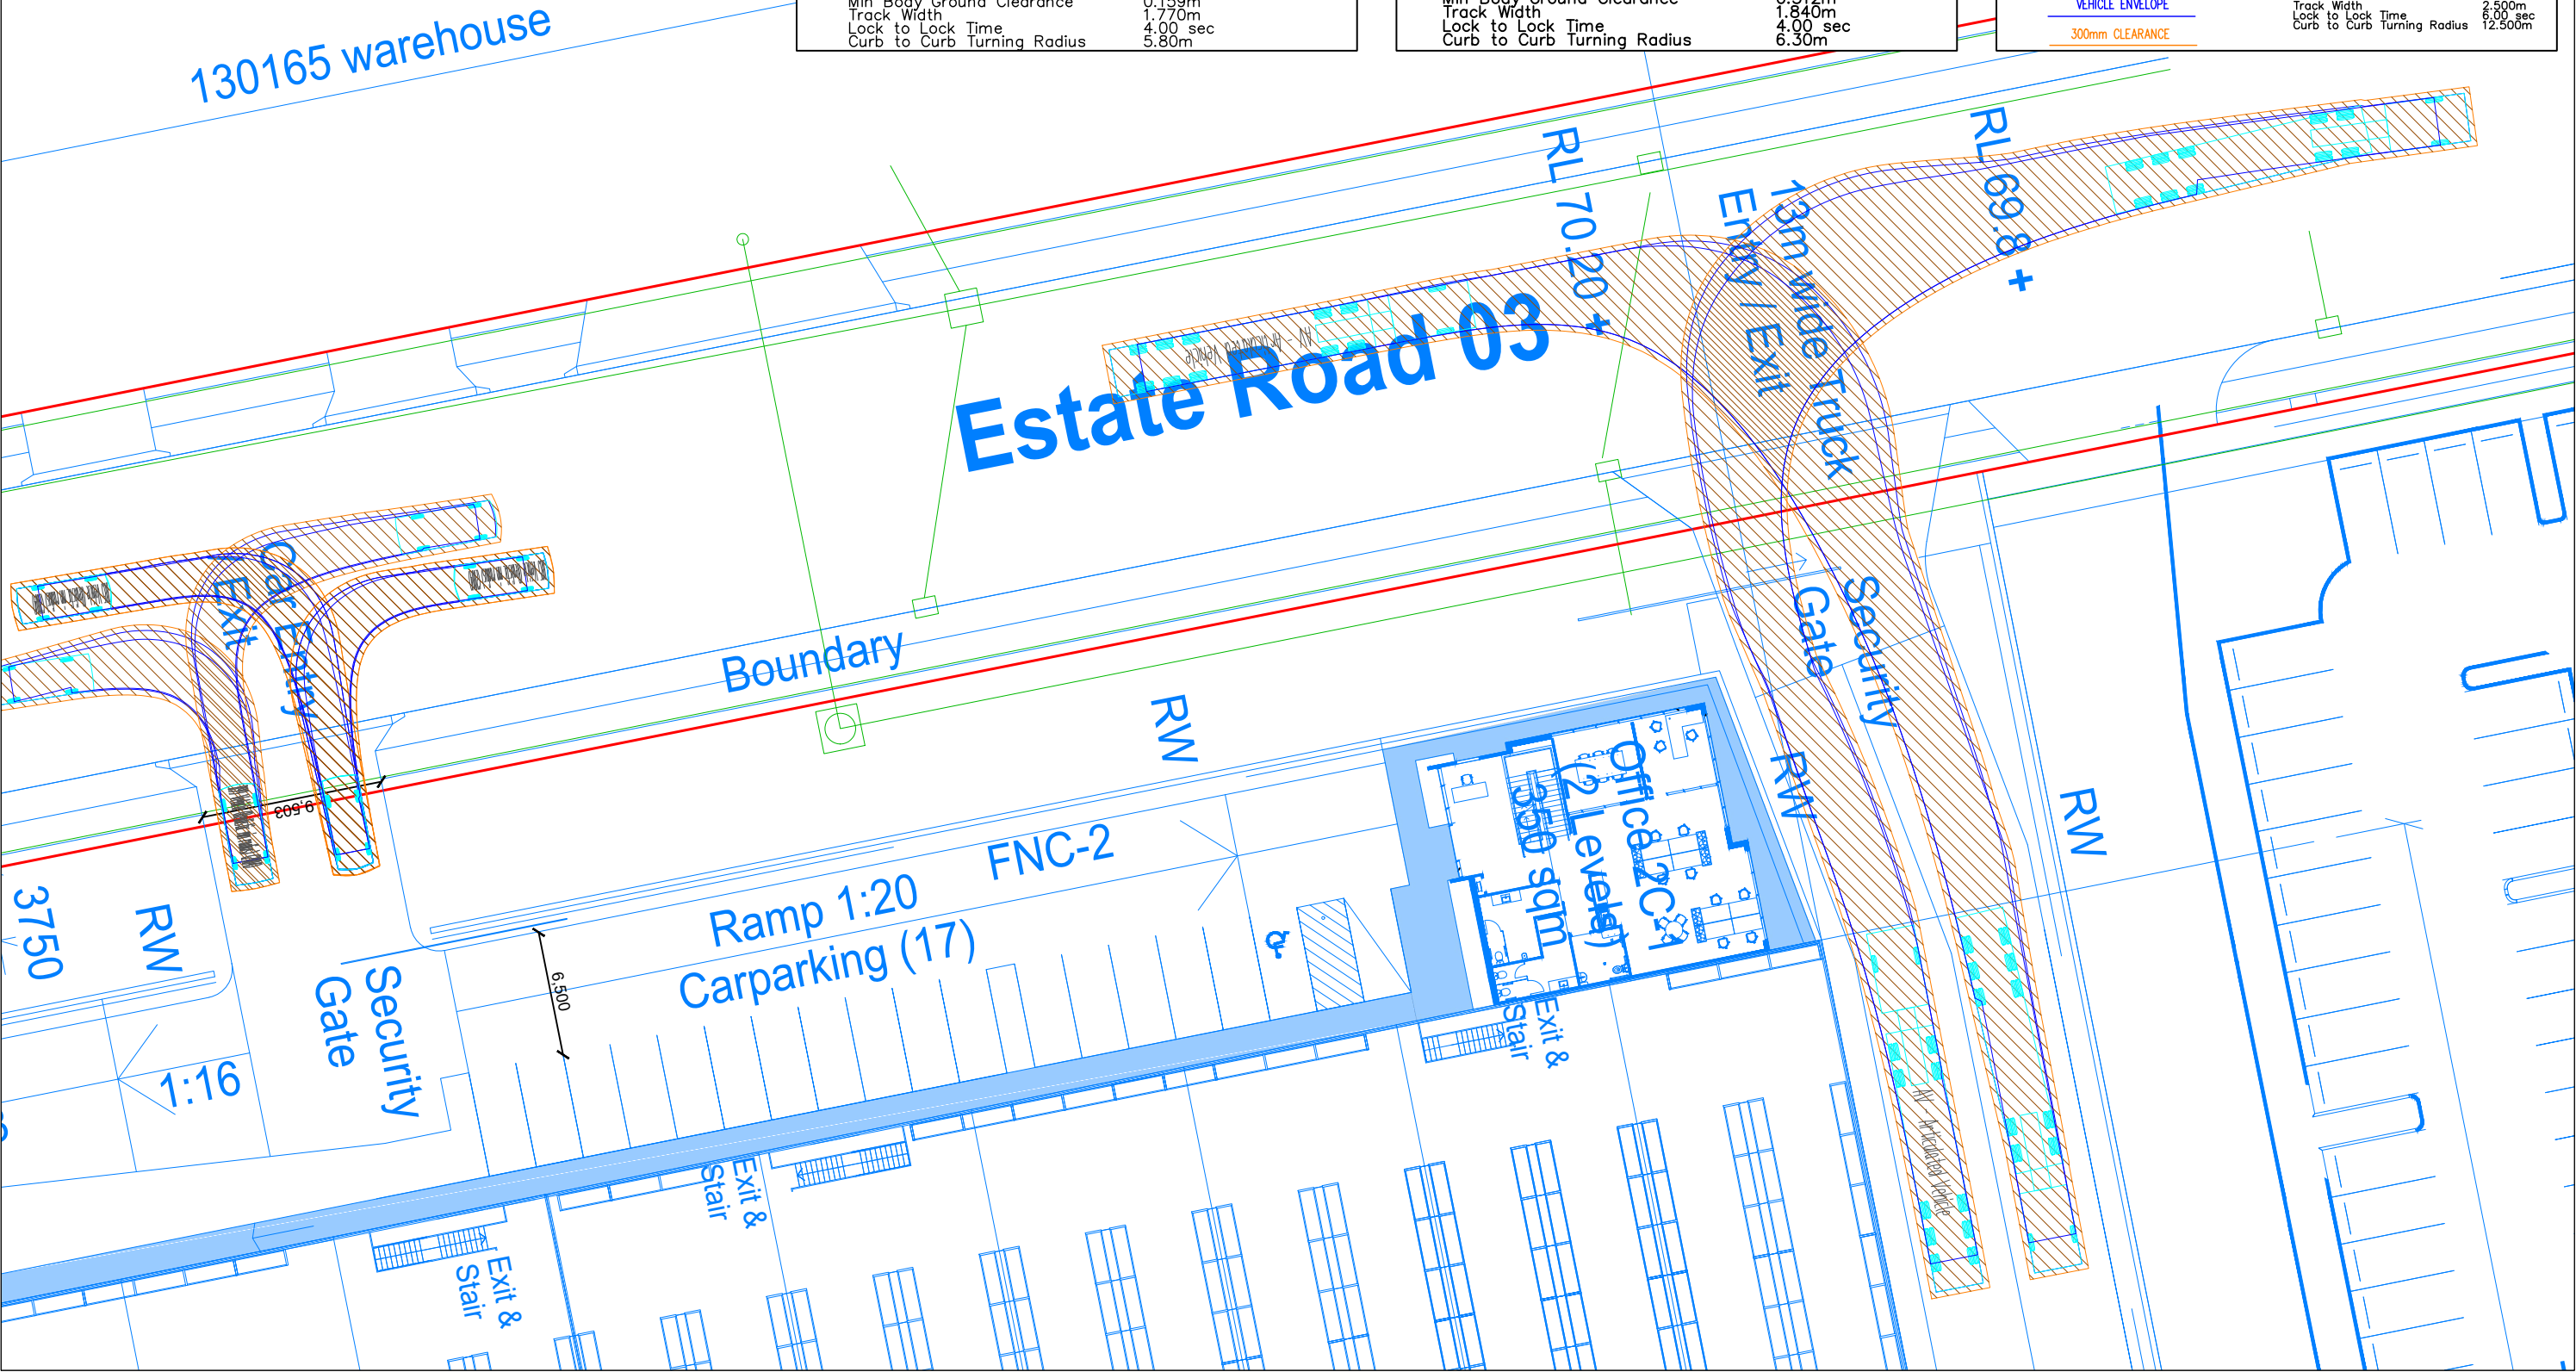 Min Body Ground Clearance 0.159m
Track Width 1.770m
Lock to Lock Time 4.00 sec
Curb to Curb Turning Radius 5.80m
Track Width 1.840m
Lock to Lock Time 4.00 sec
Curb to Curb Turning Radius 6.30m
VEHICLE ENVELOPE
300mm CLEARANCE
Track Width 2.500m
Lock to Lock Time 6.00 sec
Curb to Curb Turning Radius 12.500m
130165 warehouse
RL 70.20 +
13m wide Truck
Entry / Exit
RL 69.8 +
AV - Articulated Vehicle
Estate Road 03
Car Entry
Exit
Boundary
RW
Security
Gate
RW
RW
9,503
Office 2C-1
(2 Levels)
350 sqm
FNC-2
Ramp 1:20
Carparking (17)
3750
RW
Security
Gate
6,500
1:16
Exit &
Stair
Exit &
Stair
Exit &
Stair
AV - Articulated Vehicle